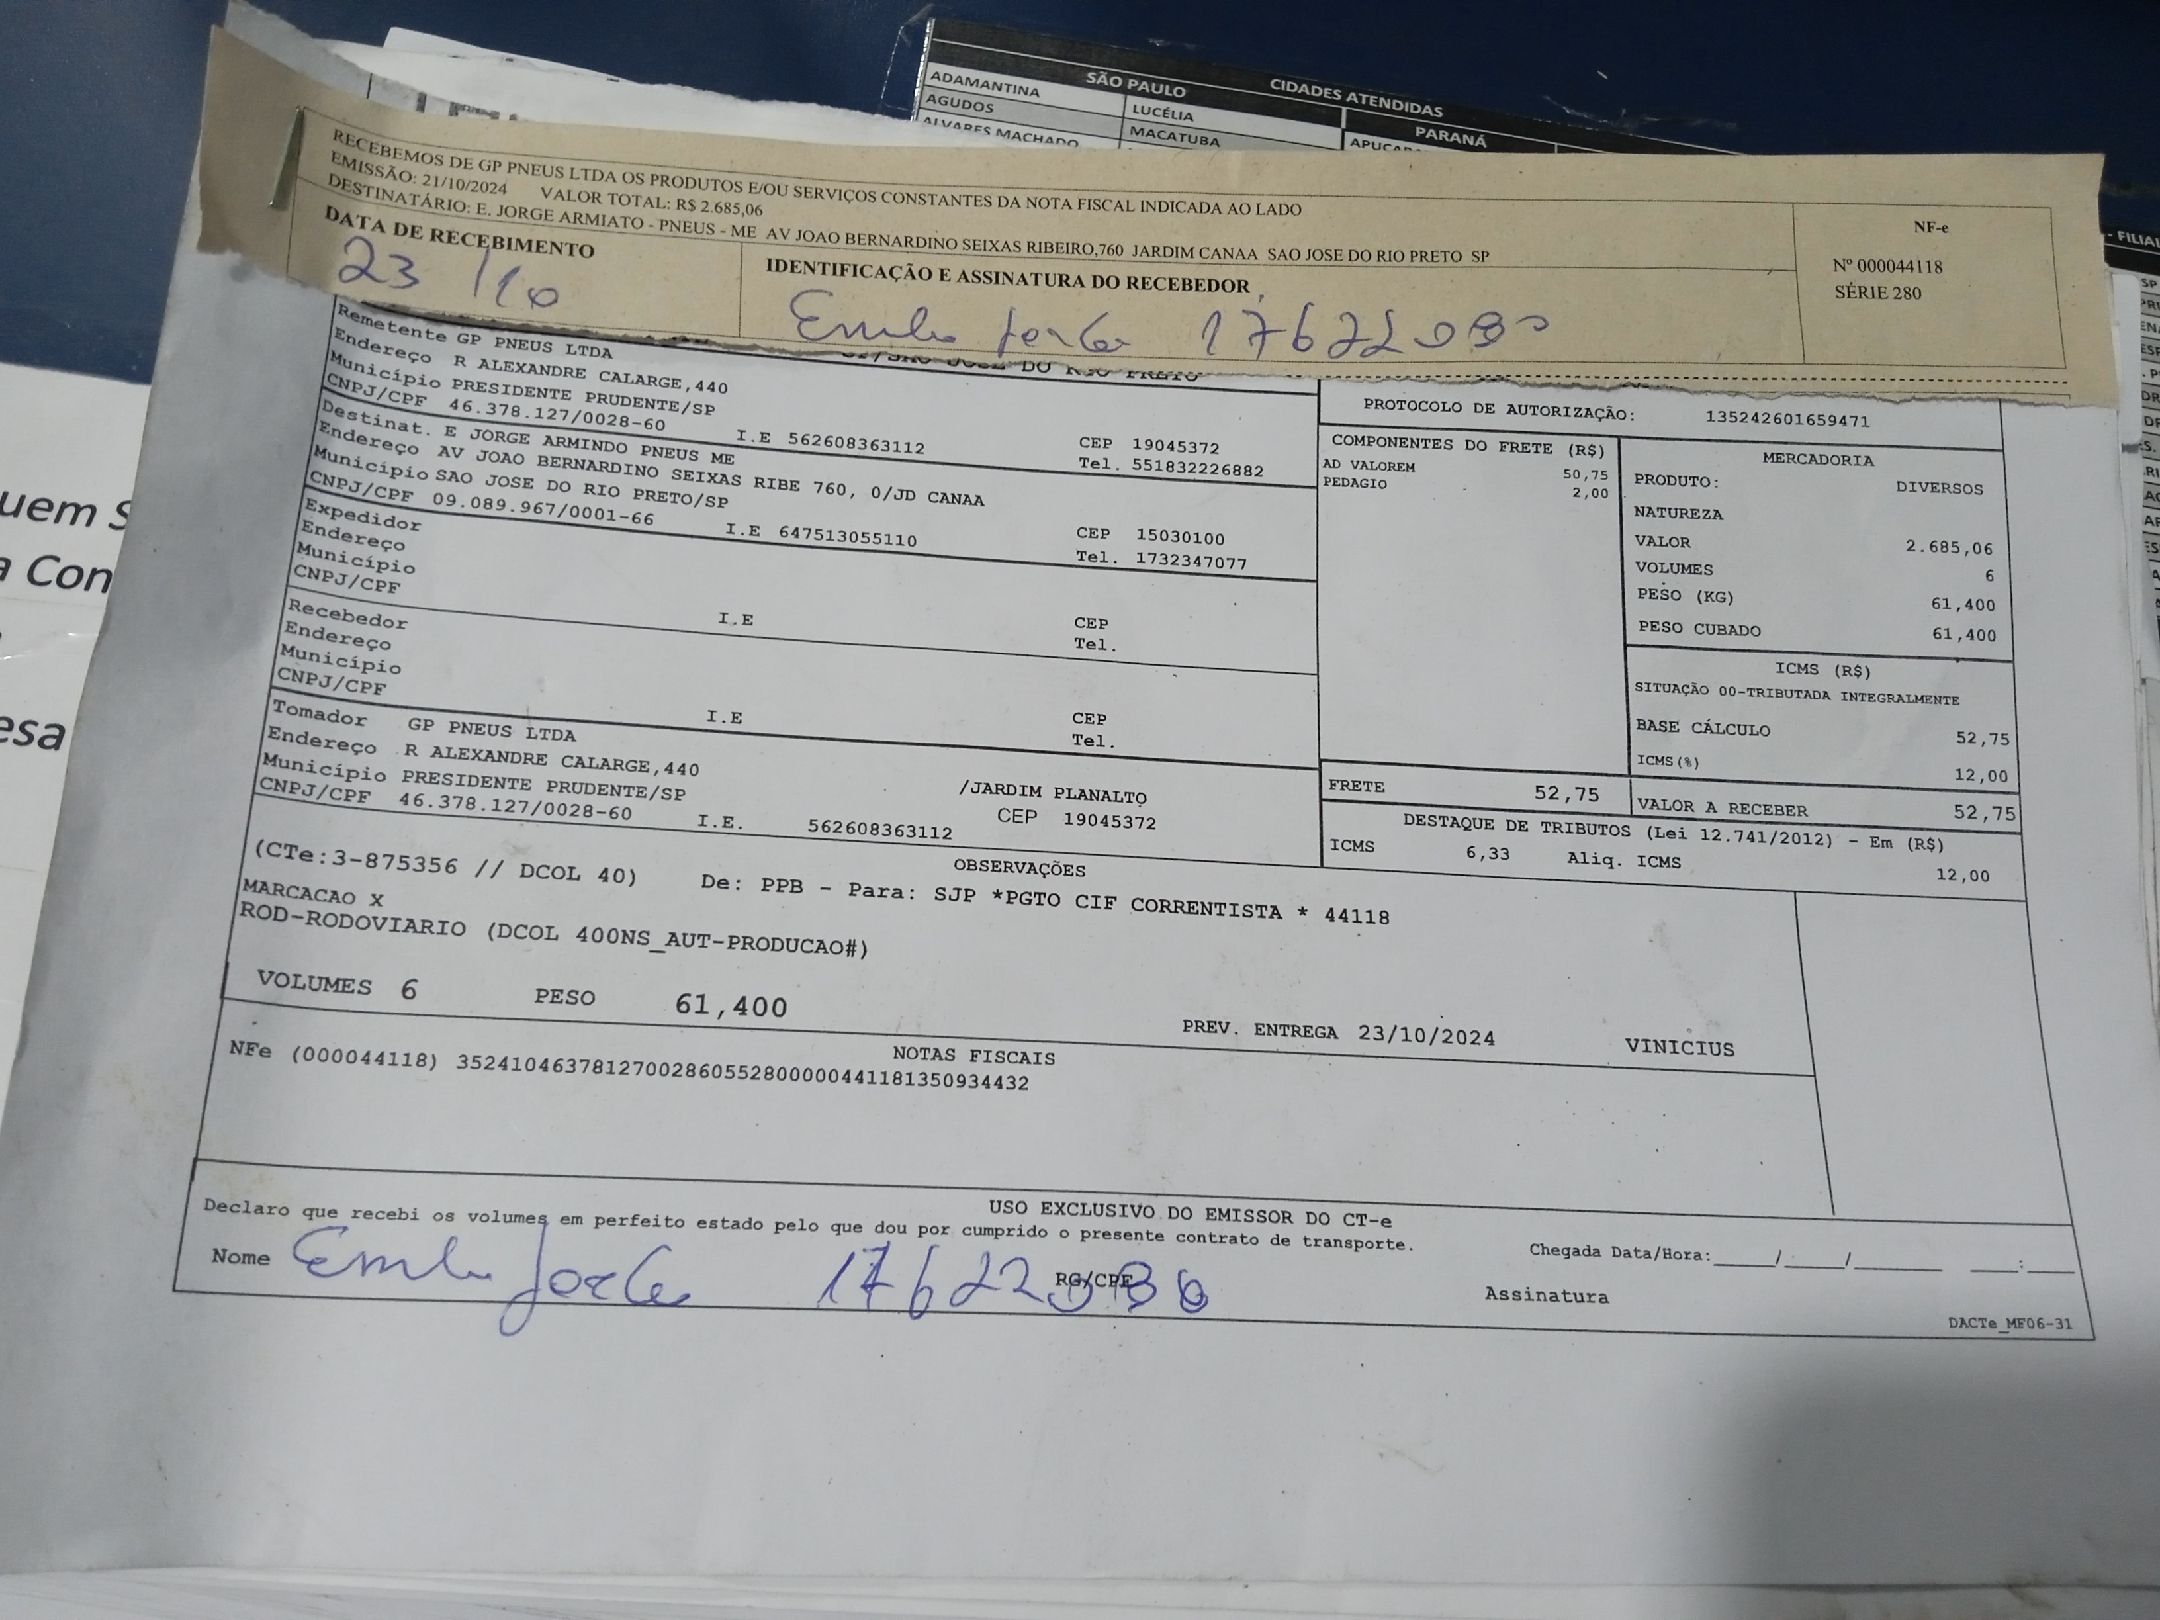 SÃO PAULO
CIDADES ATENDIDAS
ADAMANTINA
LUCÉLIA
PARANÁ
AGUDOS
MACATUBA
ALVARES MACHADO
RECEBEMOS DE GP PNEUS LTDA OS PRODUTOS E/OU SERVIÇOS CONSTANTES DA NOTA FISCAL INDICADA AO LADO
EMISSÃO: 21/10/2024 VALOR TOTAL: R$ 2.685,06
DESTINATÁRIO: E. JORGE ARMIATO - PNEUS - ME AV JOAO BERNARDINO SEIXAS RIBEIRO,760 JARDIM CANAA SAO JOSE DO RIO PRETO SP
DATA DE RECEBIMENTO
23/10
IDENTIFICAÇÃO E ASSINATURA DO RECEBEDOR
NF-e
Nº 000044118
SÉRIE 280
Remetente GP PNEUS LTDA
Endereço R ALEXANDRE CALARGE,440
Município PRESIDENTE PRUDENTE/SP
CNPJ/CPF 46.378.127/0028-60 I.E 562608363112
CEP 19045372
Tel. 551832226882
Destinat. E JORGE ARMINDO PNEUS ME
Endereço AV JOAO BERNARDINO SEIXAS RIBE 760, 0/JD CANAA
Município SAO JOSE DO RIO PRETO/SP
CNPJ/CPF 09.089.967/0001-66 I.E 647513055110
CEP 15030100
Tel. 1732347077
Expedidor
Endereço
Município
CNPJ/CPF
I.E
CEP
Tel.
Recebedor
Endereço
Município
CNPJ/CPF
I.E
CEP
Tel.
Tomador GP PNEUS LTDA
Endereço R ALEXANDRE CALARGE,440
Município PRESIDENTE PRUDENTE/SP
/JARDIM PLANALTO
CNPJ/CPF 46.378.127/0028-60 I.E. 562608363112
CEP 19045372
PROTOCOLO DE AUTORIZAÇÃO: 135242601659471
COMPONENTES DO FRETE (R$)
AD VALOREM 50,75
PEDAGIO 2,00
MERCADORIA
PRODUTO: DIVERSOS
NATUREZA
VALOR 2.685,06
VOLUMES 6
PESO (KG) 61,400
PESO CUBADO 61,400
ICMS (R$)
SITUAÇÃO 00-TRIBUTADA INTEGRALMENTE
BASE CÁLCULO 52,75
ICMS(%) 12,00
FRETE 52,75
VALOR A RECEBER 52,75
DESTAQUE DE TRIBUTOS (Lei 12.741/2012) - Em (R$)
ICMS 6,33 Aliq. ICMS 12,00
OBSERVAÇÕES
(CTe:3-875356 // DCOL 40) De: PPB - Para: SJP *PGTO CIF CORRENTISTA * 44118
MARCACAO X
ROD-RODOVIARIO (DCOL 400NS_AUT-PRODUCAO#)
VOLUMES 6 PESO 61,400
PREV. ENTREGA 23/10/2024 VINICIUS
NOTAS FISCAIS
NFe (000044118) 35241046378127002860552800000441181350934432
USO EXCLUSIVO DO EMISSOR DO CT-e
Declaro que recebi os volumes em perfeito estado pelo que dou por cumprido o presente contrato de transporte.
Chegada Data/Hora:____/____/______ ___:___
Nome
RG/CPF
Assinatura
DACTe_MF06-31